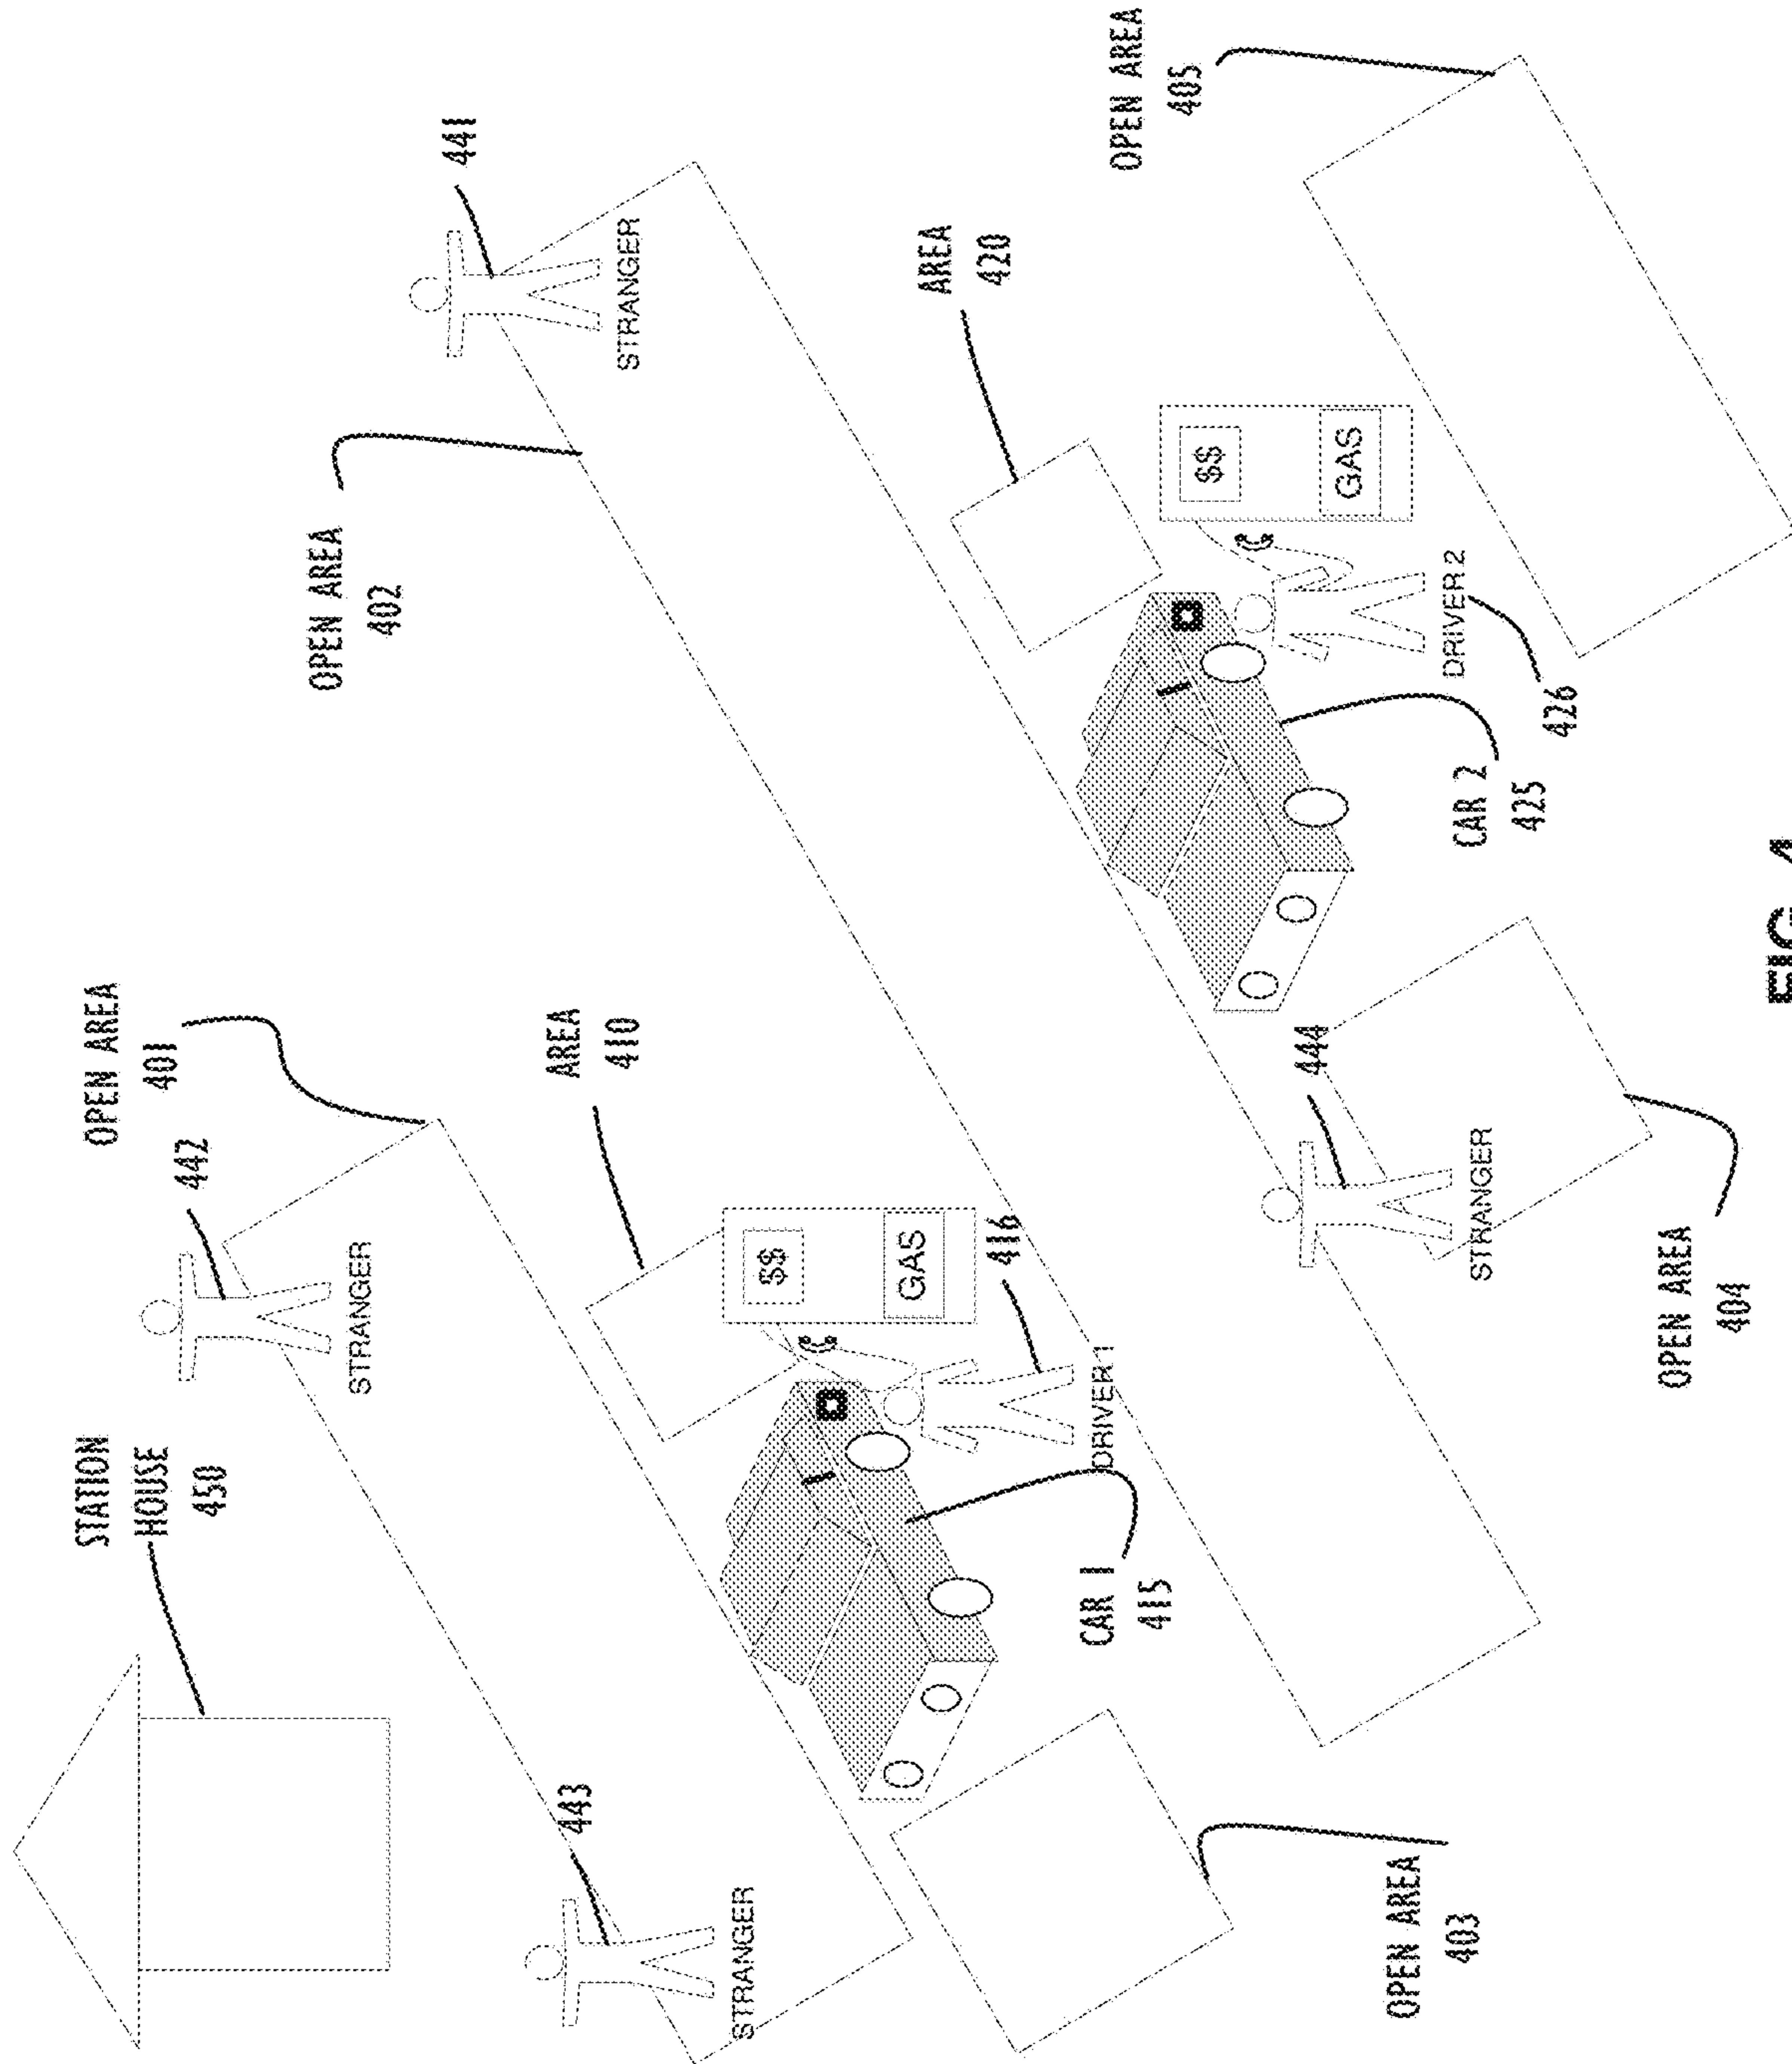 STATION
HOUSE
450
OPEN AREA
401
442
STRANGER
443
STRANGER
AREA
410
$$
GAS
416
DRIVER 1
CAR 1
415
OPEN AREA
403
OPEN AREA
402
441
STRANGER
AREA
420
$$
GAS
DRIVER 2
426
CAR 2
425
444
STRANGER
OPEN AREA
404
OPEN AREA
405
FIG. 4